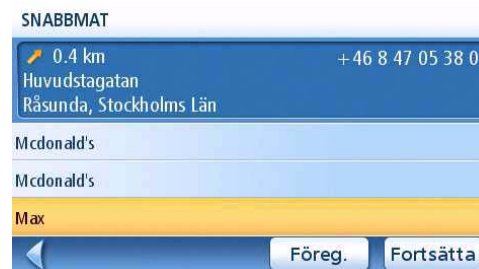 SNABBMAT
0.4 km +46 8 47 05 38 0
Huvudstagatan
Råsunda, Stockholms Län
Mcdonald's
Mcdonald's
Max
Föreg. Fortsätta